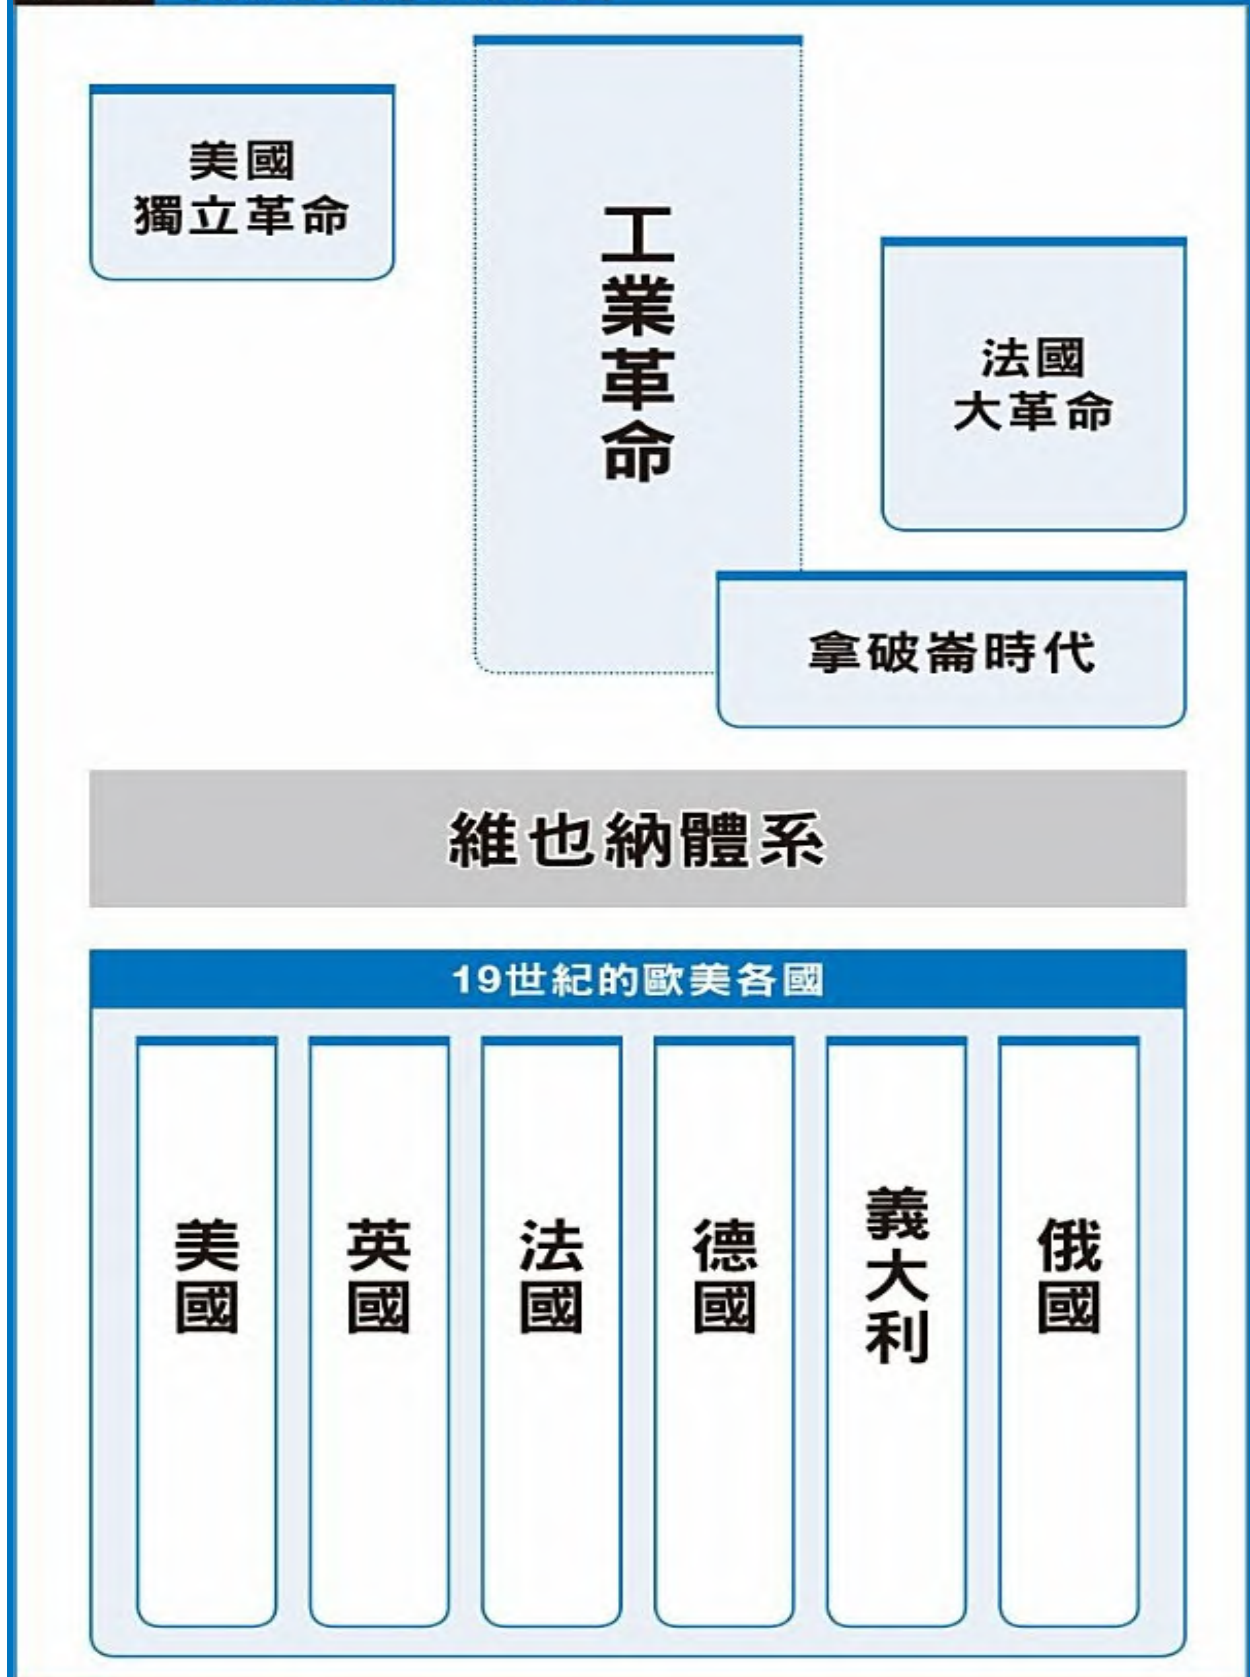 美國
獨立革命
工業革命
法國
大革命
拿破崙時代
維也納體系
19世紀的歐美各國
美國
英國
法國
德國
義大利
俄國